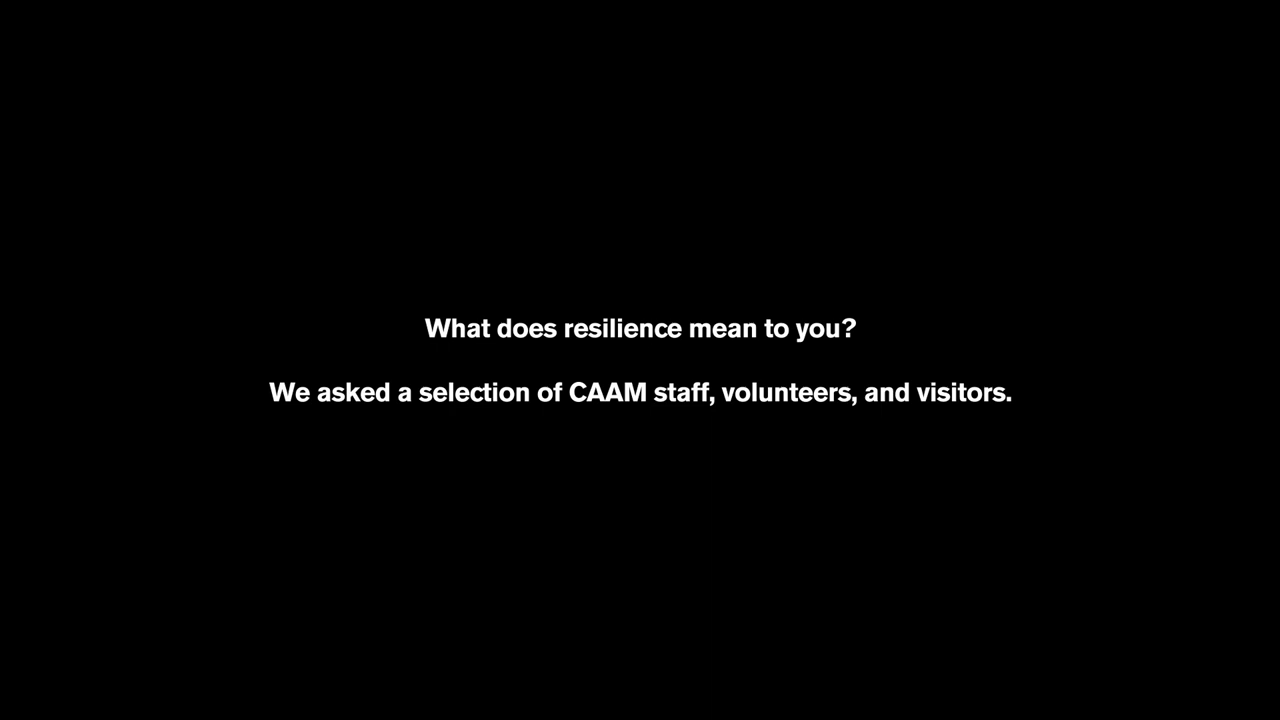 What does resilience mean to you?
We asked a selection of CAAM staff, volunteers, and visitors.